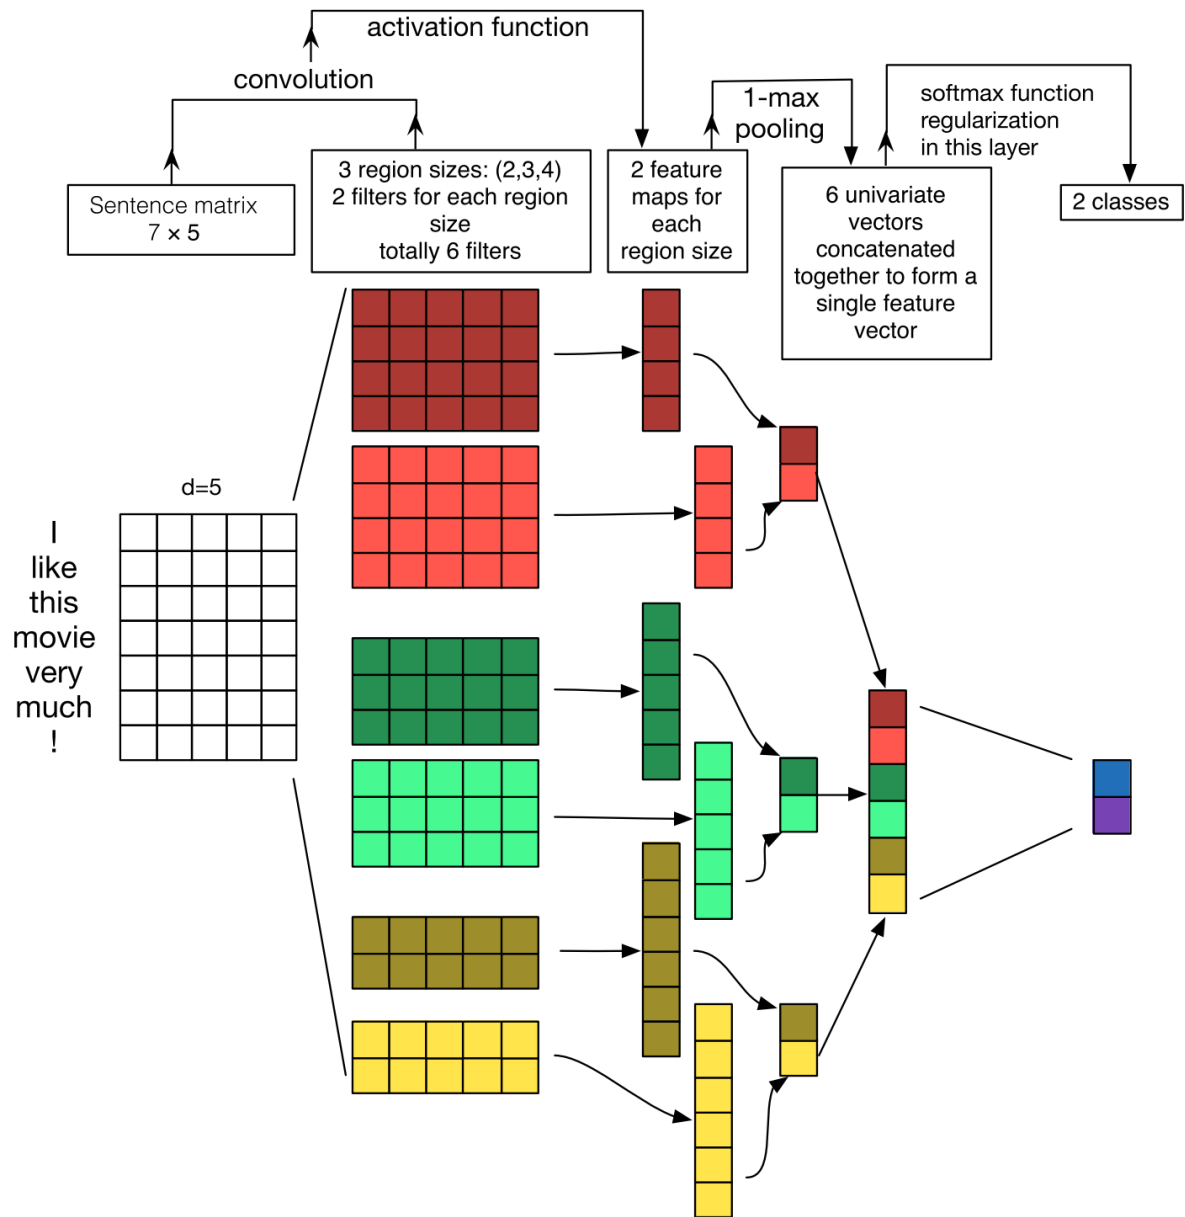 activation function
convolution
1-max
pooling
softmax function
regularization
in this layer
Sentence matrix
7 × 5
3 region sizes: (2,3,4)
2 filters for each region
size
totally 6 filters
2 feature
maps for
each
region size
6 univariate
vectors
concatenated
together to form a
single feature
vector
2 classes
d=5
I
like
this
movie
very
much
!